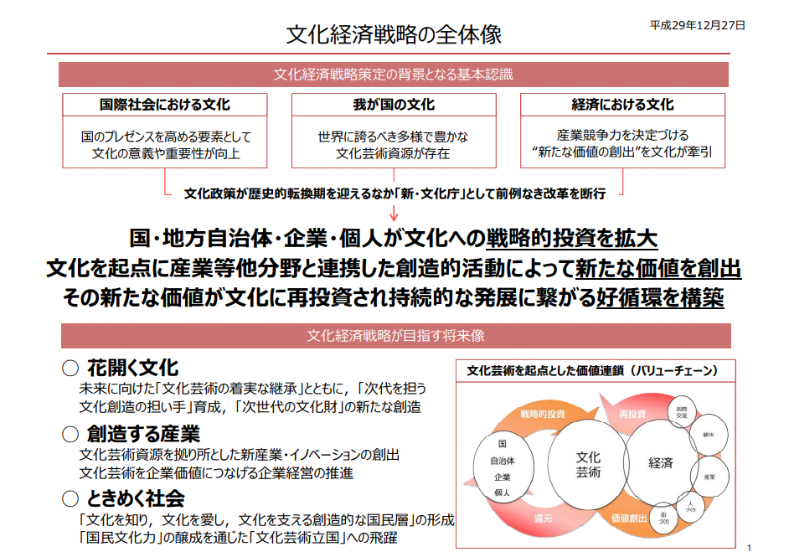 文化経済戦略の全体像
平成29年12月27日
文化経済戦略策定の背景となる基本認識
国際社会における文化
国のプレゼンスを高める要素として
文化の意義や重要性が向上
我が国の文化
世界に誇るべき多様で豊かな
文化芸術資源が存在
経済における文化
産業競争力を決定づける
“新たな価値の創出”を文化が牽引
文化政策が歴史的転換期を迎えるなか「新・文化庁」として前例なき改革を断行
国・地方自治体・企業・個人が文化への戦略的投資を拡大
文化を起点に産業等他分野と連携した創造的活動によって新たな価値を創出
その新たな価値が文化に再投資され持続的な発展に繋がる好循環を構築
文化経済戦略が目指す将来像
○ 花開く文化
未来に向けた「文化芸術の着実な継承」とともに，「次代を担う
文化創造の担い手」育成，「次世代の文化財」の新たな創造
○ 創造する産業
文化芸術資源を拠り所とした新産業・イノベーションの創出
文化芸術を企業価値につなげる企業経営の推進
○ ときめく社会
「文化を知り，文化を愛し，文化を支える創造的な国民層」の形成
「国民文化力」の醸成を通じた「文化芸術立国」への飛躍
文化芸術を起点とした価値連鎖（バリューチェーン）
戦略的投資
再投資
国
自治体
企業
個人
文化
芸術
経済
国際
交流
観光
産業
人
づくり
街
づくり
還元
価値創出
1